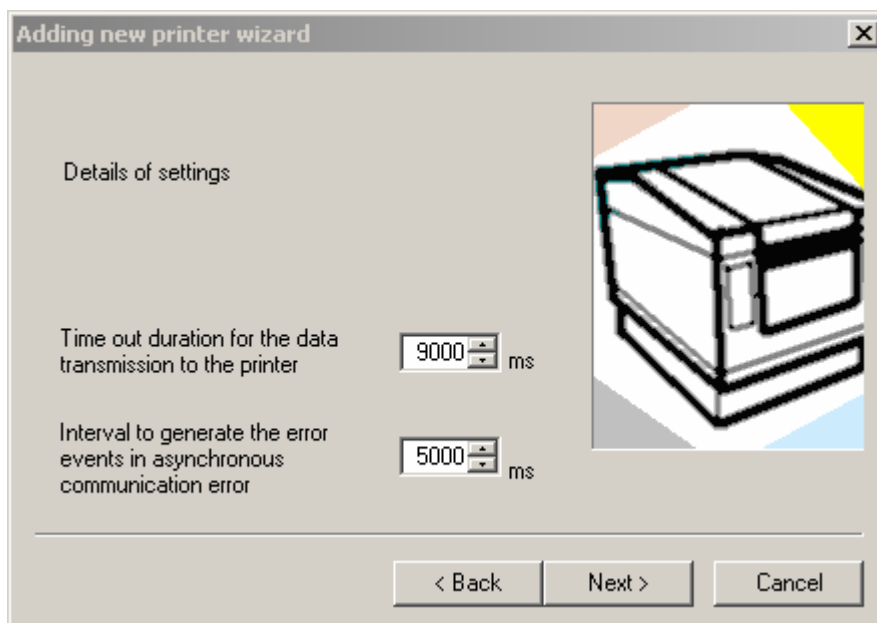 Adding new printer wizard
Details of settings
Time out duration for the data
transmission to the printer
9000
ms
Interval to generate the error
events in asynchronous
communication error
5000
ms
< Back
Next >
Cancel